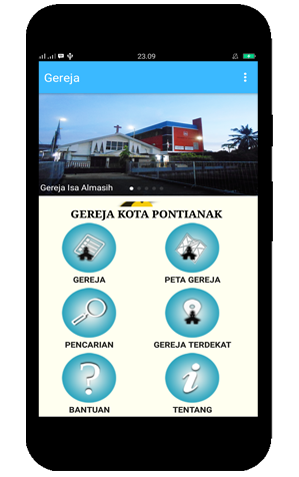 23.09
Gereja
Gereja Isa Almasih
GEREJA KOTA PONTIANAK
GEREJA
PETA GEREJA
PENCARIAN
GEREJA TERDEKAT
BANTUAN
TENTANG